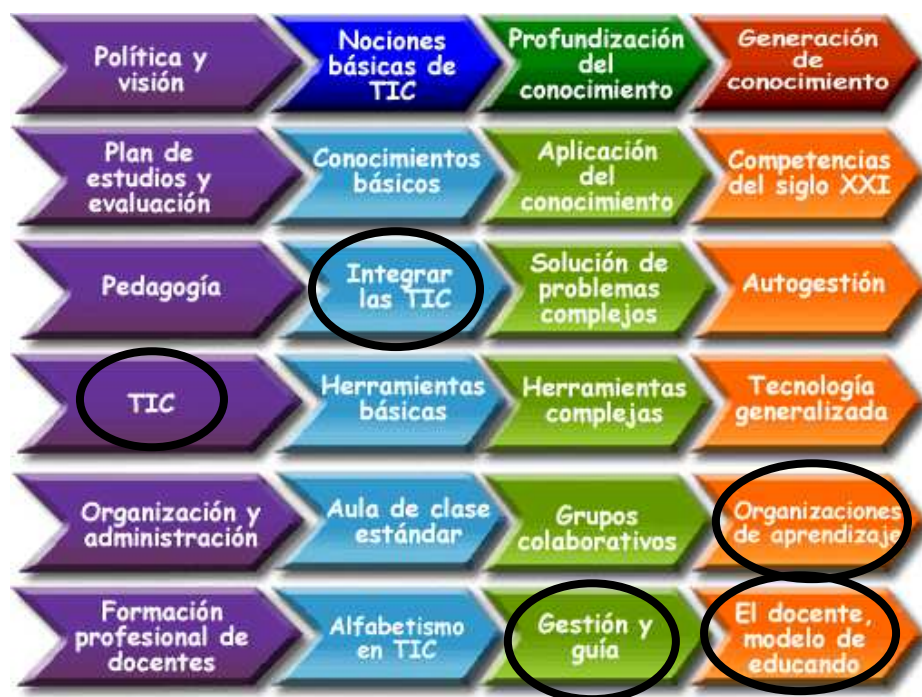 Política y
visión
Nociones
básicas de
TIC
Profundización
del
conocimiento
Generación
de
conocimiento
Plan de
estudios y
evaluación
Conocimientos
básicos
Aplicación
del
conocimiento
Competencias
del siglo XXI
Pedagogía
Integrar
las TIC
Solución de
problemas
complejos
Autogestión
TIC
Herramientas
básicas
Herramientas
complejas
Tecnología
generalizada
Organización y
administración
Aula de clase
estándar
Grupos
colaborativos
Organizaciones
de aprendizaje
Formación
profesional de
docentes
Alfabetismo
en TIC
Gestión y
guía
El docente,
modelo de
educando